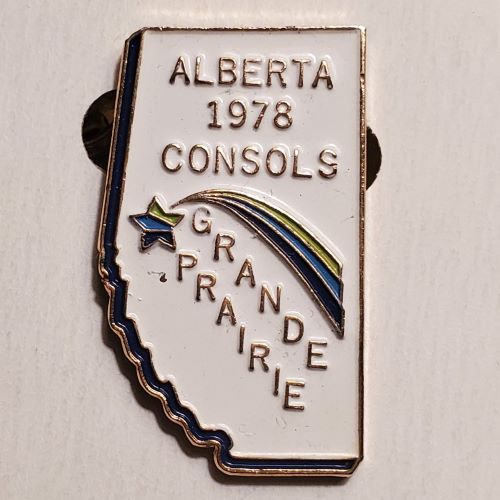 ALBERTA
1978
CONSOLS
GRANDE
PRAIRIE